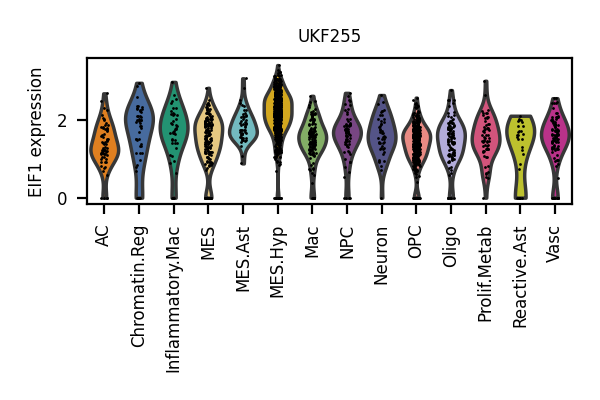 UKF255
EIF1 expression
2
0
AC
Chromatin.Reg
Inflammatory.Mac
MES
MES.Ast
MES.Hyp
Mac
NPC
Neuron
OPC
Oligo
Prolif.Metab
Reactive.Ast
Vasc